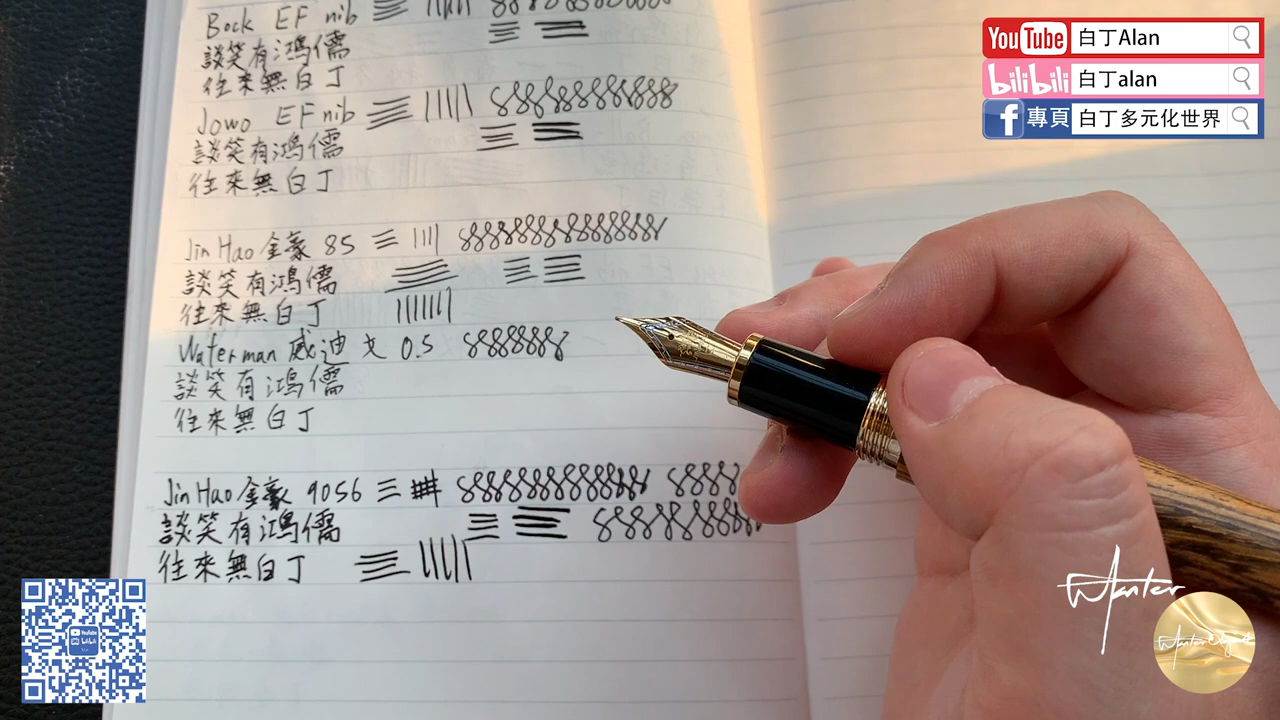 Bock EF nib
談笑有鴻儒
往來無白丁
Jowo EF nib
談笑有鴻儒
往來無白丁
Jin Hao 金豪 85
談笑有鴻儒
往來無白丁
Waterman 威迪文 0.5
談笑有鴻儒
往來無白丁
Jin Hao 金豪 9056
談笑有鴻儒
往來無白丁
YouTube 白丁Alan
bilibili 白丁alan
f專頁 白丁多元化世界